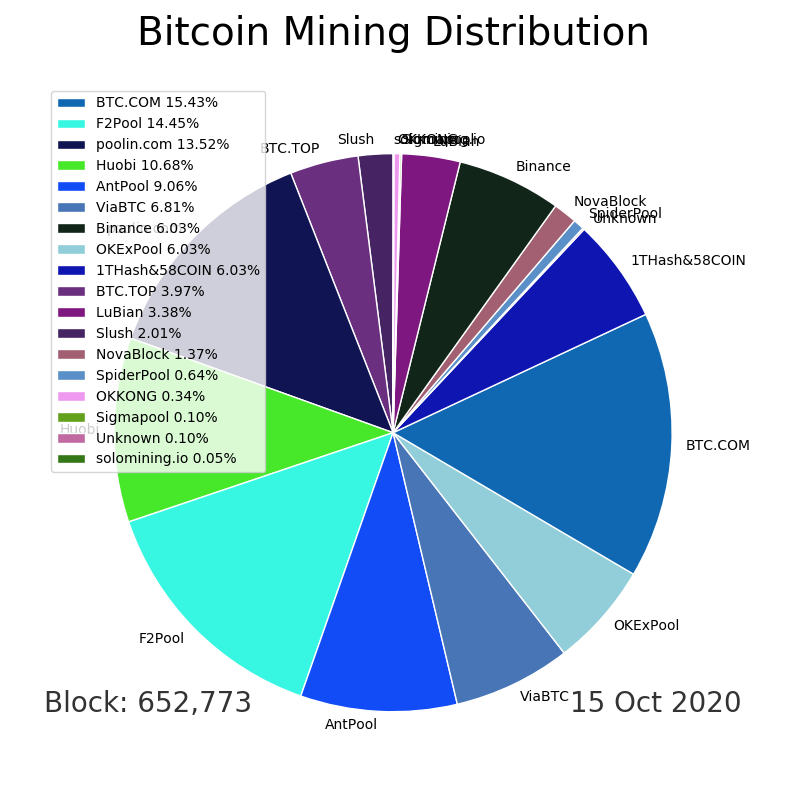 Bitcoin Mining Distribution
BTC.COM 15.43%
F2Pool 14.45%
poolin.com 13.52%
Huobi 10.68%
AntPool 9.06%
ViaBTC 6.81%
Binance 6.03%
OKExPool 6.03%
1THash&58COIN 6.03%
BTC.TOP 3.97%
LuBian 3.38%
Slush 2.01%
NovaBlock 1.37%
SpiderPool 0.64%
OKKONG 0.34%
Sigmapool 0.10%
Unknown 0.10%
solomining.io 0.05%
BTC.TOP
Slush
Binance
NovaBlock
SpiderPool
Unknown
1THash&58COIN
BTC.COM
OKExPool
ViaBTC
AntPool
F2Pool
Huobi
Block: 652,773
15 Oct 2020